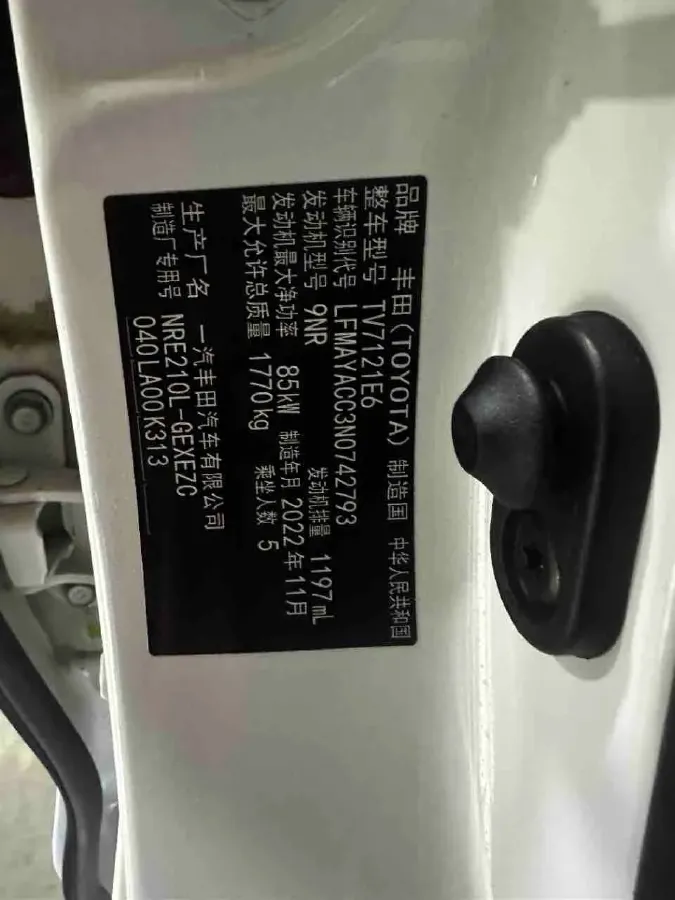 品牌 丰田(TOYOTA) 制造国 中华人民共和国
整车型号 TV7121E6
车辆识别代号 LFMAYACC3N0742793
发动机型号 9NR 发动机排量 1197mL
发动机最大净功率 85kW 制造年月 2022年11月
最大允许总质量 1770kg 乘坐人数 5
生产厂名 一汽丰田汽车有限公司
制造厂专用号 NRE210L-GEXEZC
040 LA00 K313